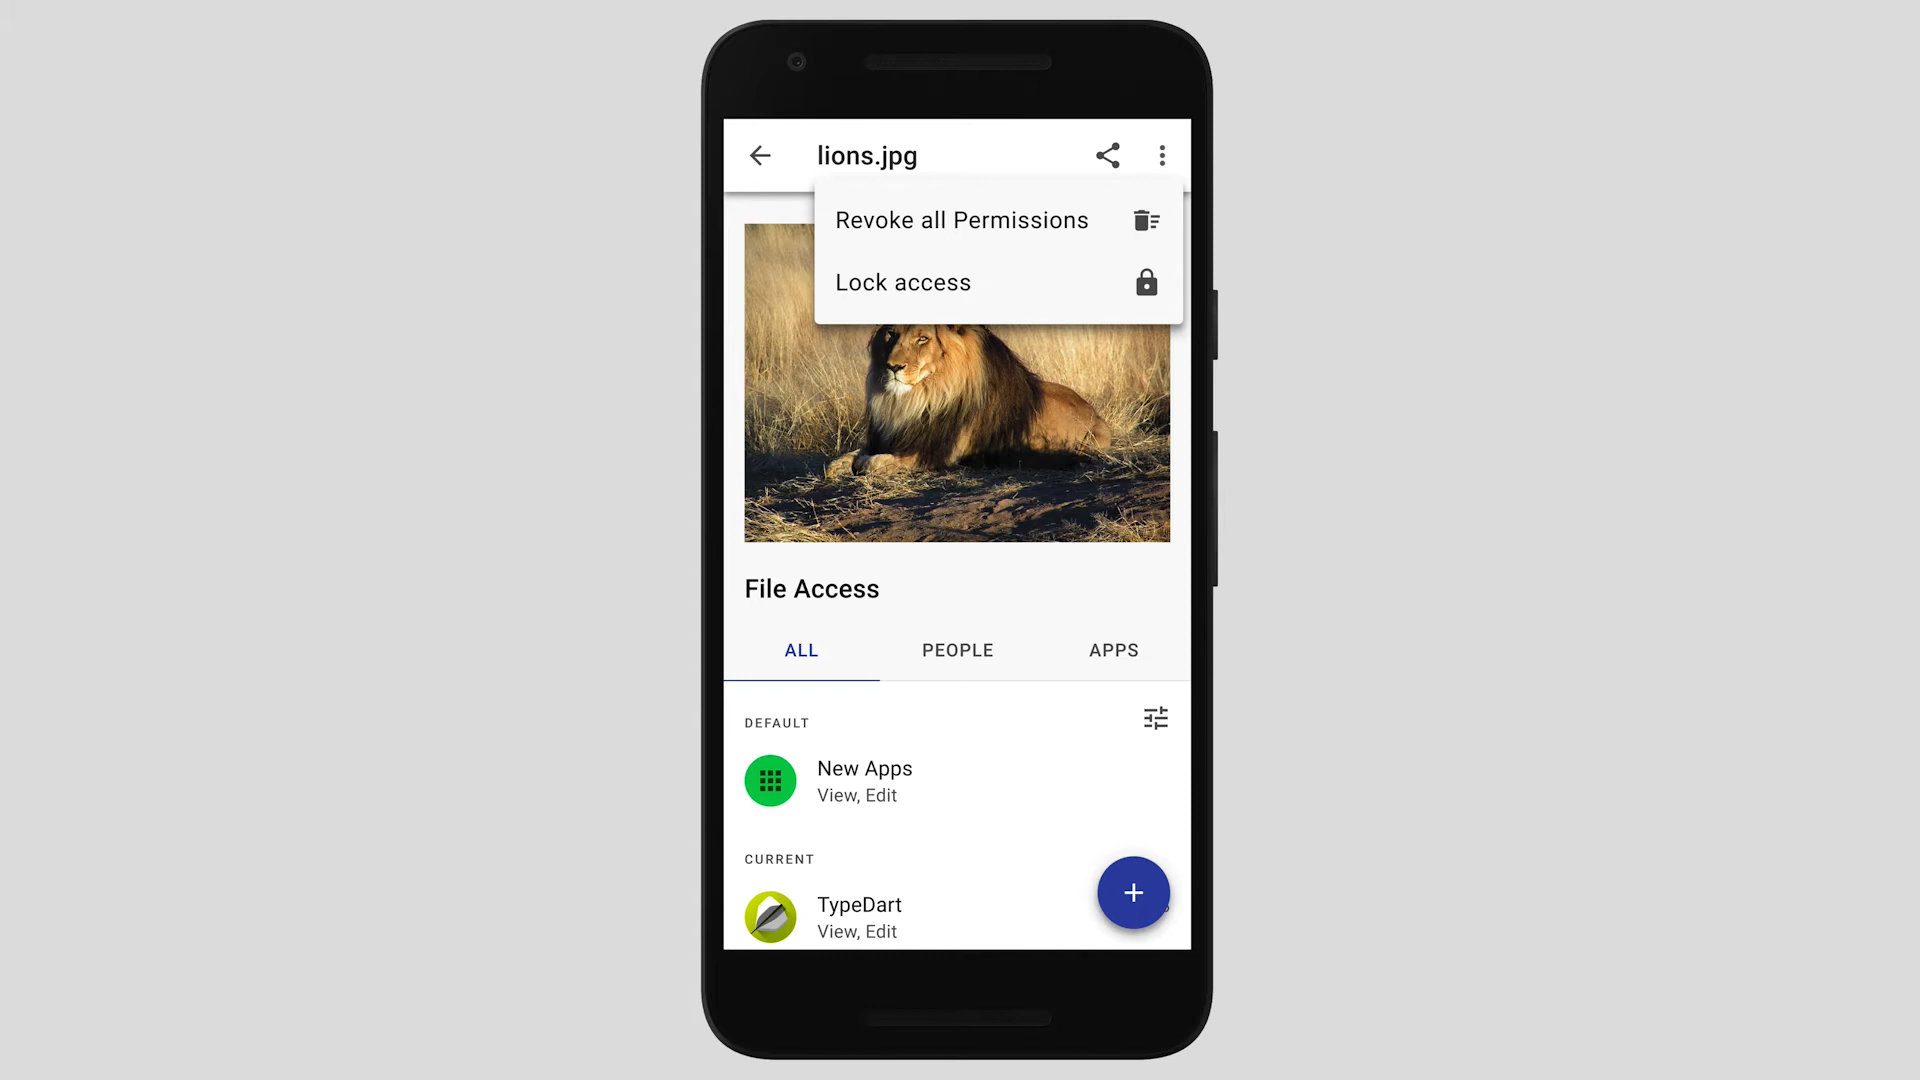 lions.jpg
Revoke all Permissions
Lock access
File Access
ALL PEOPLE APPS
DEFAULT
New Apps
View, Edit
CURRENT
TypeDart
View, Edit